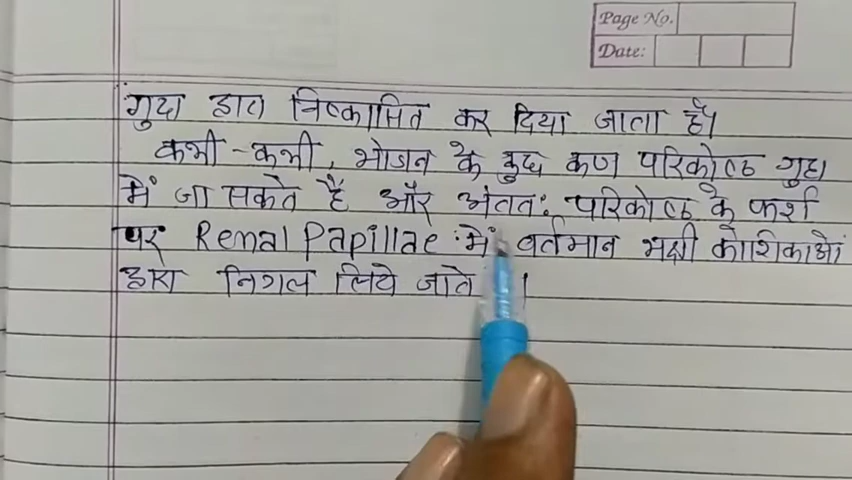 Page No.
Date:
गुदा द्वारा निष्कासित कर दिया जाता है।
कभी-कभी, भोजन के कुछ कण परिकोष्ठ गुहा
में जा सकते हैं और अंततः परिकोष्ठ के फर्श
पर Renal Papillae में वर्तमान भक्षी कोशिकाओं
द्वारा निगल लिये जाते ।